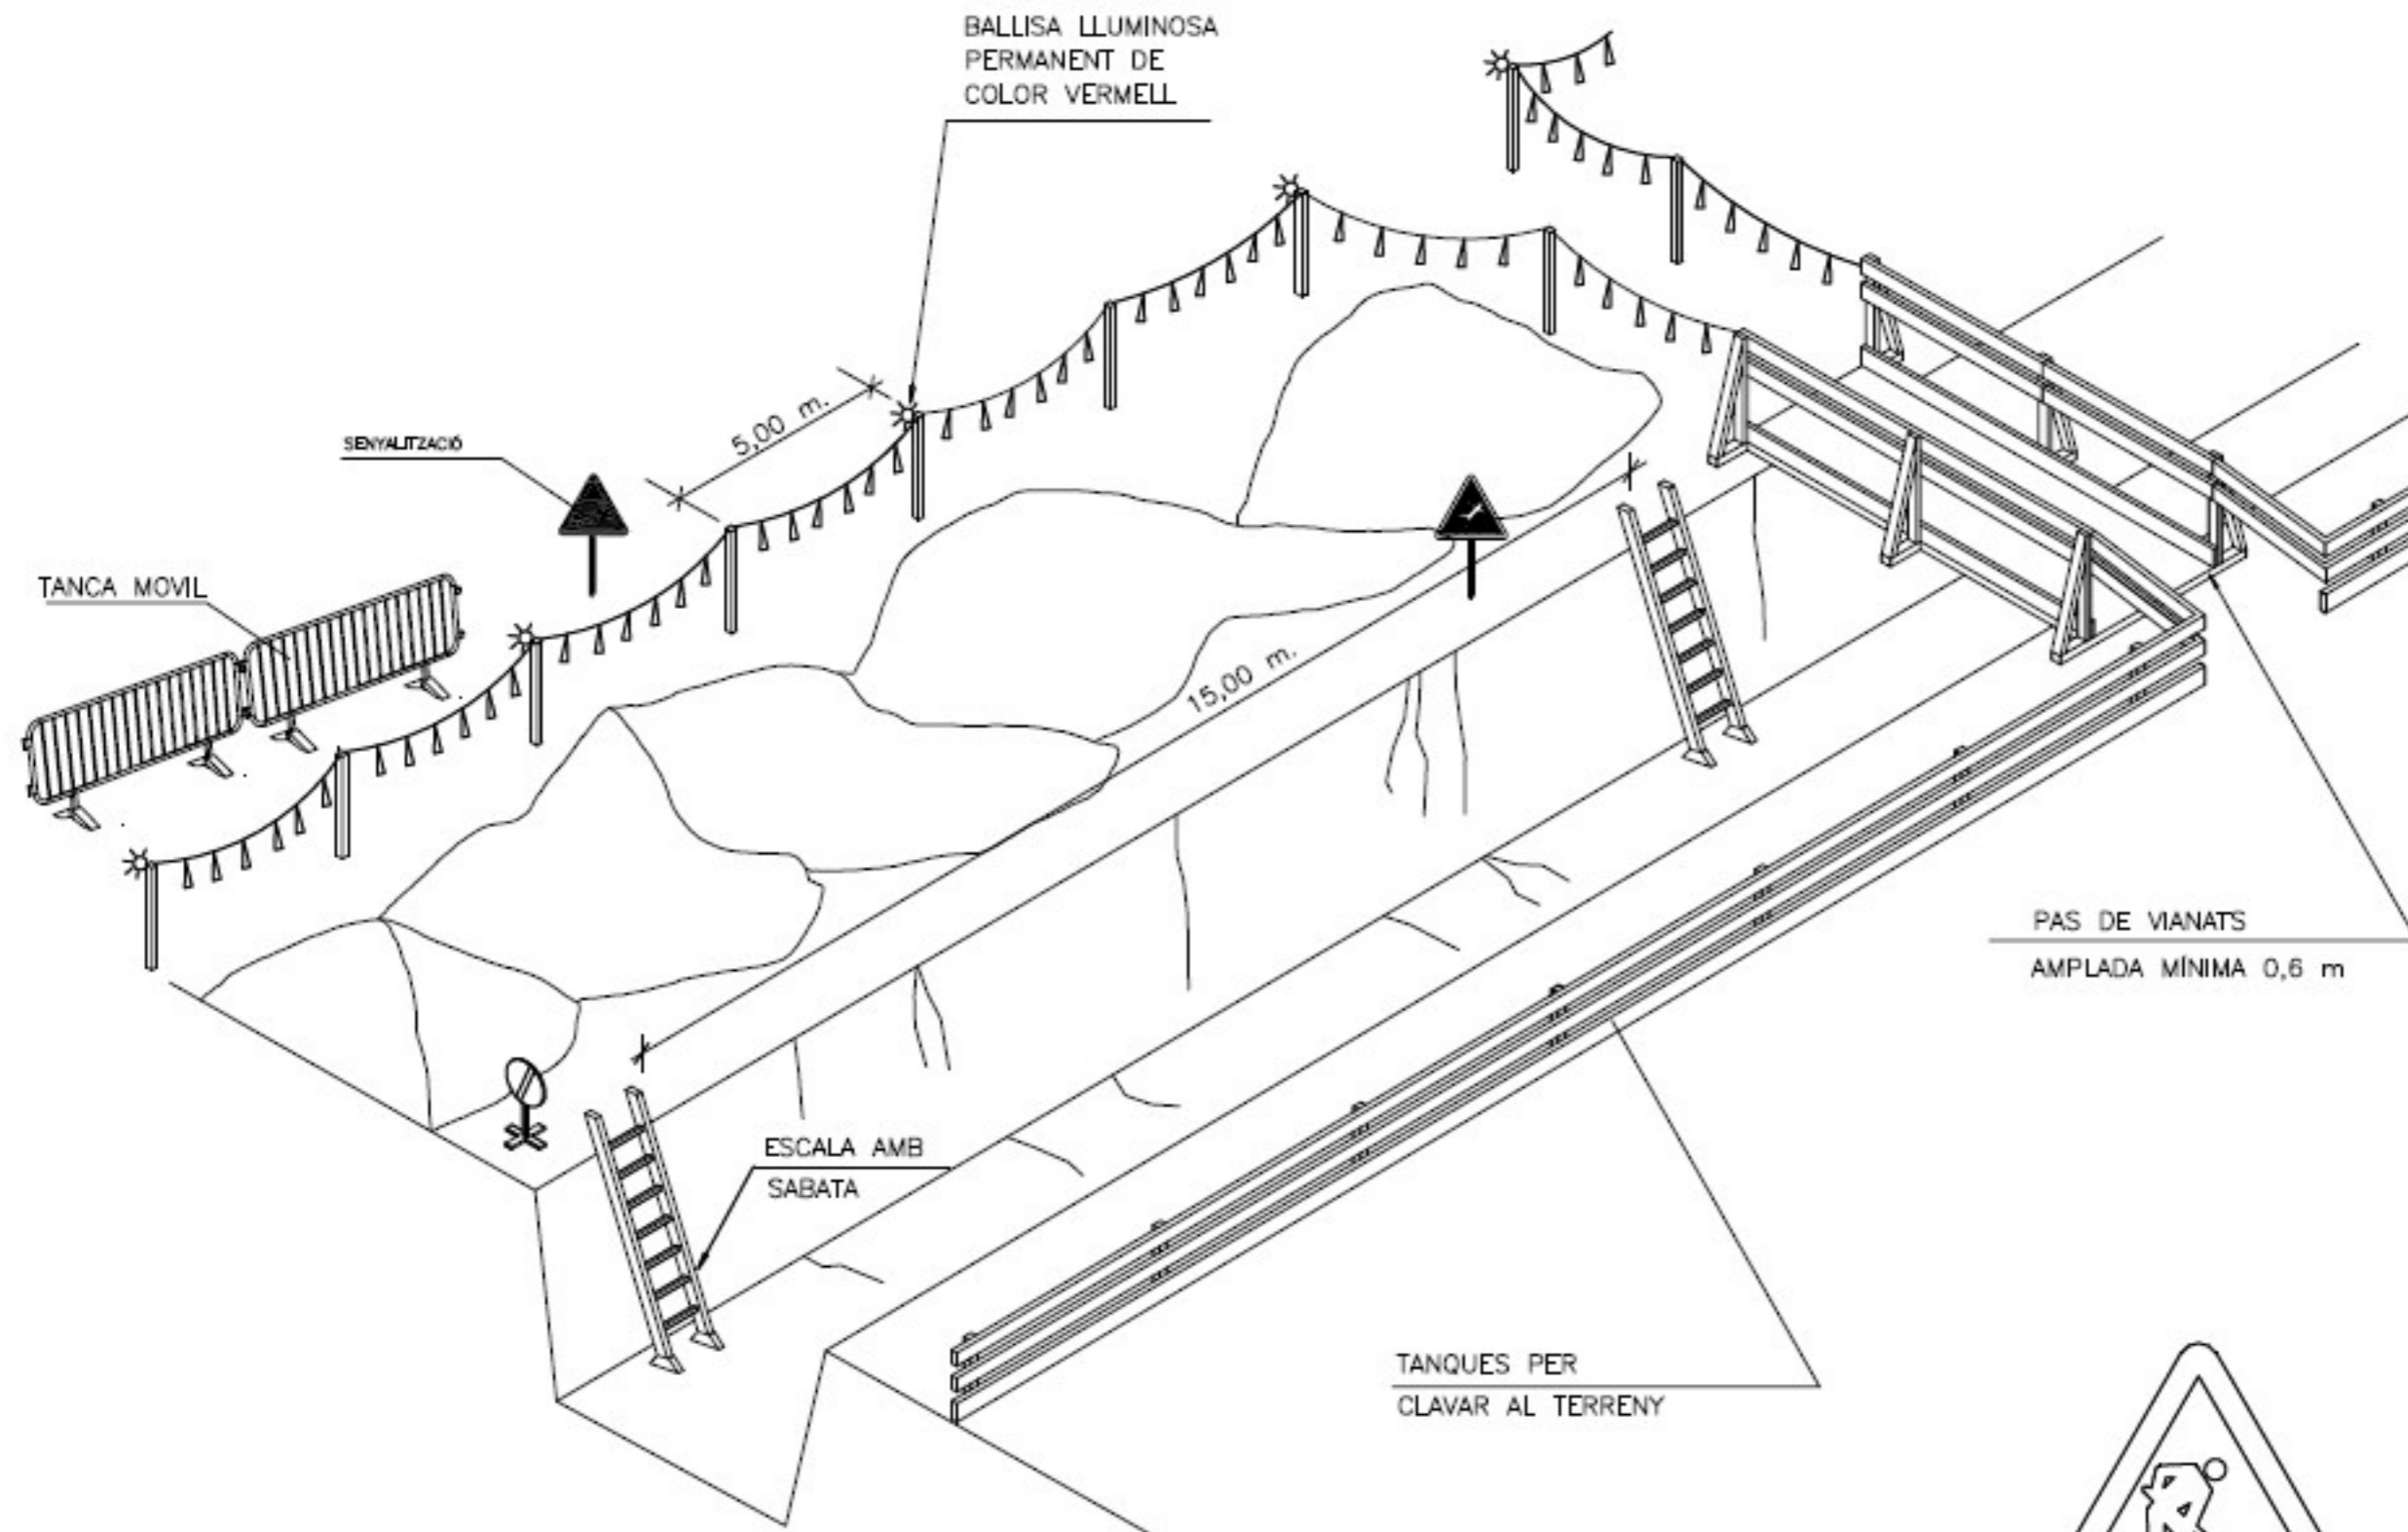 BALLISA LLUMINOSA
PERMANENT DE
COLOR VERMELL
5,00 m.
SENYALITZACIÓ
TANCA MOVIL
15,00 m.
PAS DE VIANATS
AMPLADA MÍNIMA 0,6 m
ESCALA AMB
SABATA
TANQUES PER
CLAVAR AL TERRENY